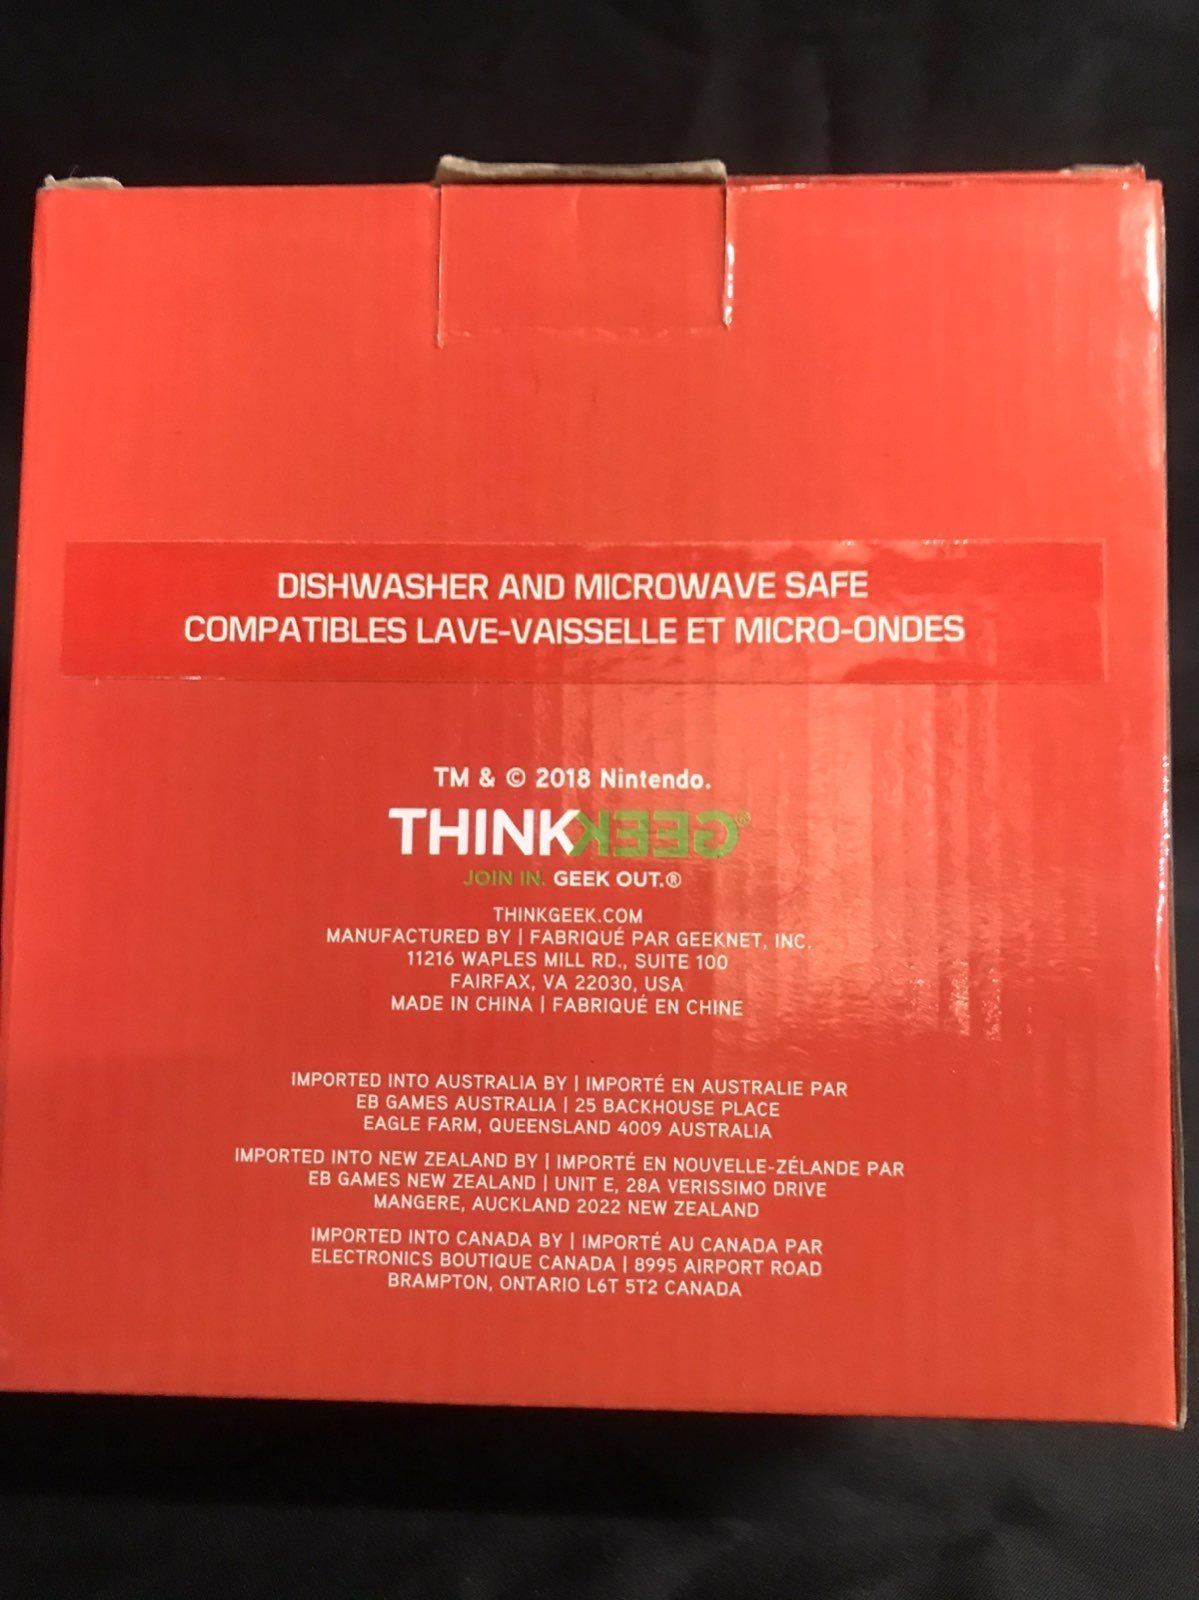 DISHWASHER AND MICROWAVE SAFE
COMPATIBLES LAVE-VAISSELLE ET MICRO-ONDES
TM & © 2018 Nintendo.
THINKGEEK®
JOIN IN. GEEK OUT.®
THINKGEEK.COM
MANUFACTURED BY | FABRIQUÉ PAR GEEKNET, INC.
11216 WAPLES MILL RD., SUITE 100
FAIRFAX, VA 22030, USA
MADE IN CHINA | FABRIQUÉ EN CHINE
IMPORTED INTO AUSTRALIA BY | IMPORTÉ EN AUSTRALIE PAR
EB GAMES AUSTRALIA | 25 BACKHOUSE PLACE
EAGLE FARM, QUEENSLAND 4009 AUSTRALIA
IMPORTED INTO NEW ZEALAND BY | IMPORTÉ EN NOUVELLE-ZÉLANDE PAR
EB GAMES NEW ZEALAND | UNIT E, 28A VERISSIMO DRIVE
MANGERE, AUCKLAND 2022 NEW ZEALAND
IMPORTED INTO CANADA BY | IMPORTÉ AU CANADA PAR
ELECTRONICS BOUTIQUE CANADA | 8995 AIRPORT ROAD
BRAMPTON, ONTARIO L6T 5T2 CANADA